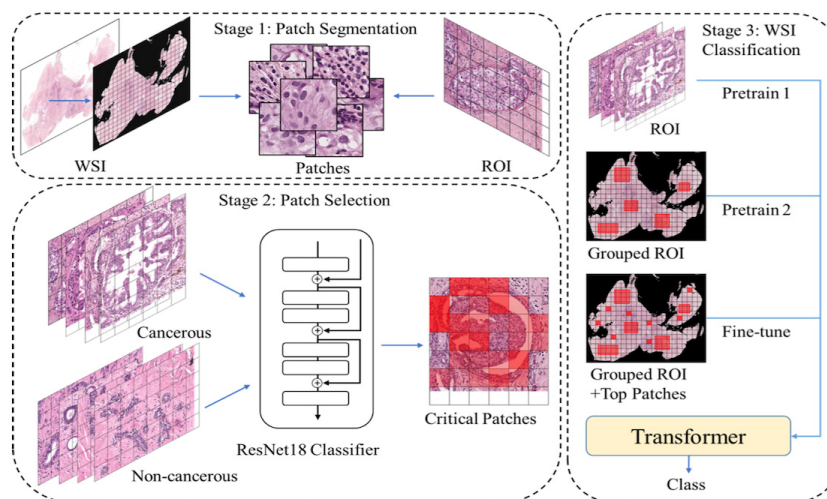 Stage 1: Patch Segmentation
WSI
Patches
ROI
Stage 2: Patch Selection
Cancerous
Non-cancerous
ResNet18 Classifier
Critical Patches
Stage 3: WSI
Classification
ROI
Pretrain 1
Grouped ROI
Pretrain 2
Grouped ROI
+Top Patches
Fine-tune
Transformer
Class